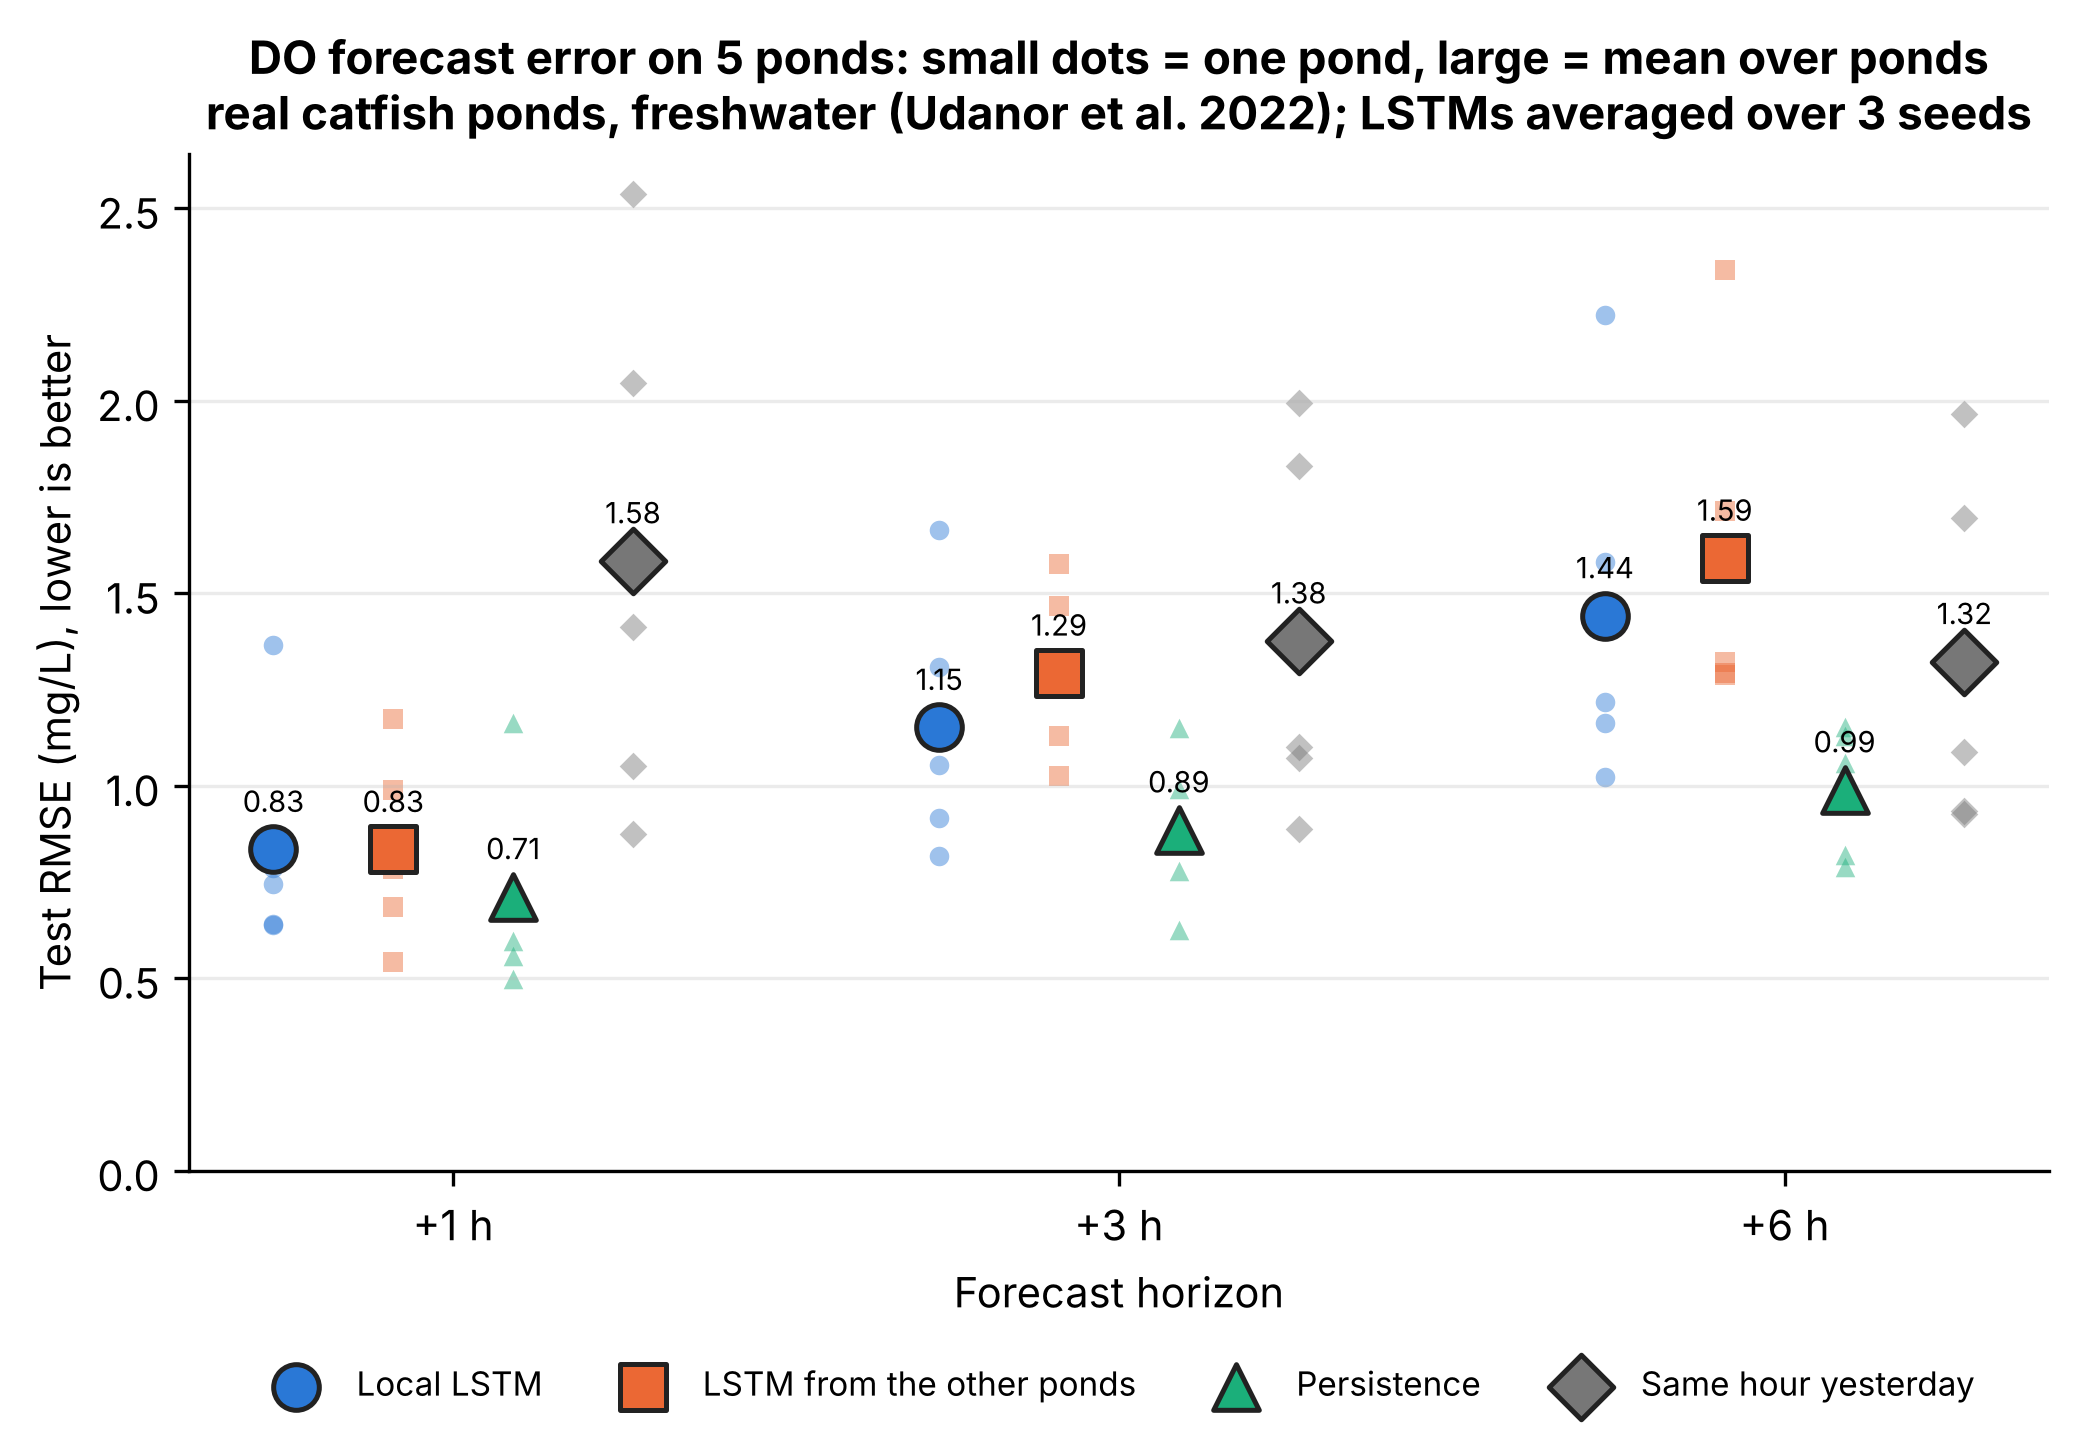 DO forecast error on 5 ponds: small dots = one pond, large = mean over ponds
real catfish ponds, freshwater (Udanor et al. 2022); LSTMs averaged over 3 seeds
Test RMSE (mg/L), lower is better
2.5
2.0
1.5
1.0
0.5
0.0
0.83
0.83
0.71
1.58
1.15
1.29
0.89
1.38
1.44
1.59
0.99
1.32
+1 h
+3 h
+6 h
Forecast horizon
Local LSTM
LSTM from the other ponds
Persistence
Same hour yesterday